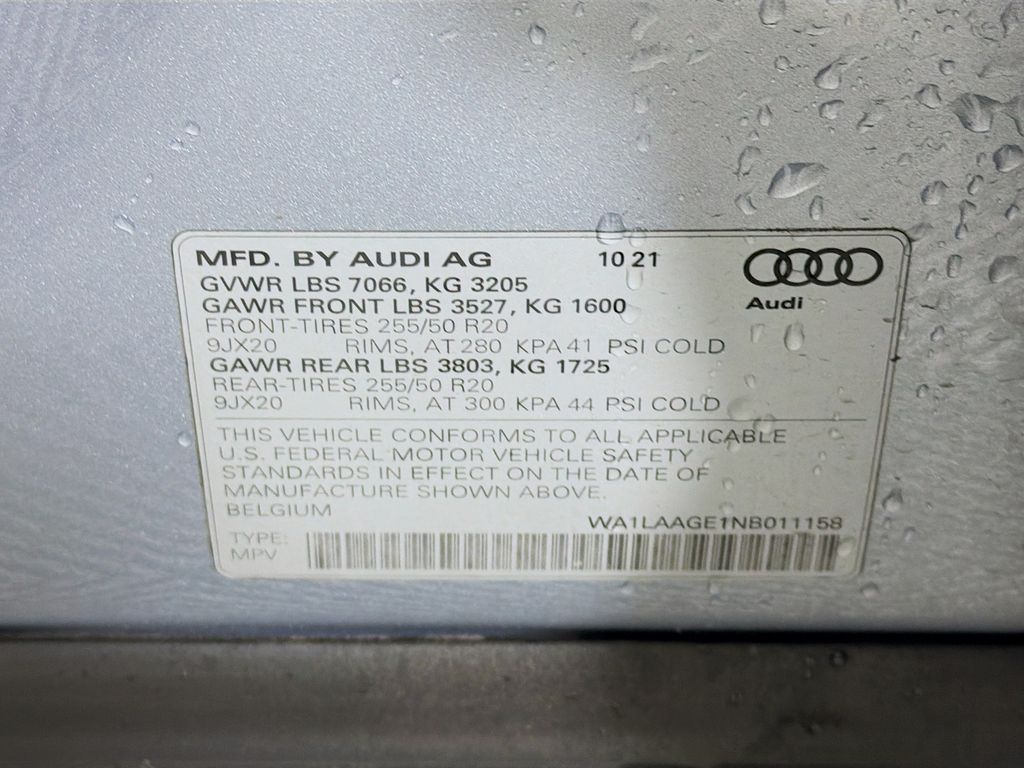 MFD. BY AUDI AG 10 21
GVWR LBS 7066, KG 3205
GAWR FRONT LBS 3527, KG 1600
Audi
FRONT-TIRES 255/50 R20
9JX20 RIMS, AT 280 KPA 41 PSI COLD
GAWR REAR LBS 3803, KG 1725
REAR-TIRES 255/50 R20
9JX20 RIMS, AT 300 KPA 44 PSI COLD
THIS VEHICLE CONFORMS TO ALL APPLICABLE
U.S. FEDERAL MOTOR VEHICLE SAFETY
STANDARDS IN EFFECT ON THE DATE OF
MANUFACTURE SHOWN ABOVE.
BELGIUM
WA1LAAGE1NB011158
TYPE:
MPV